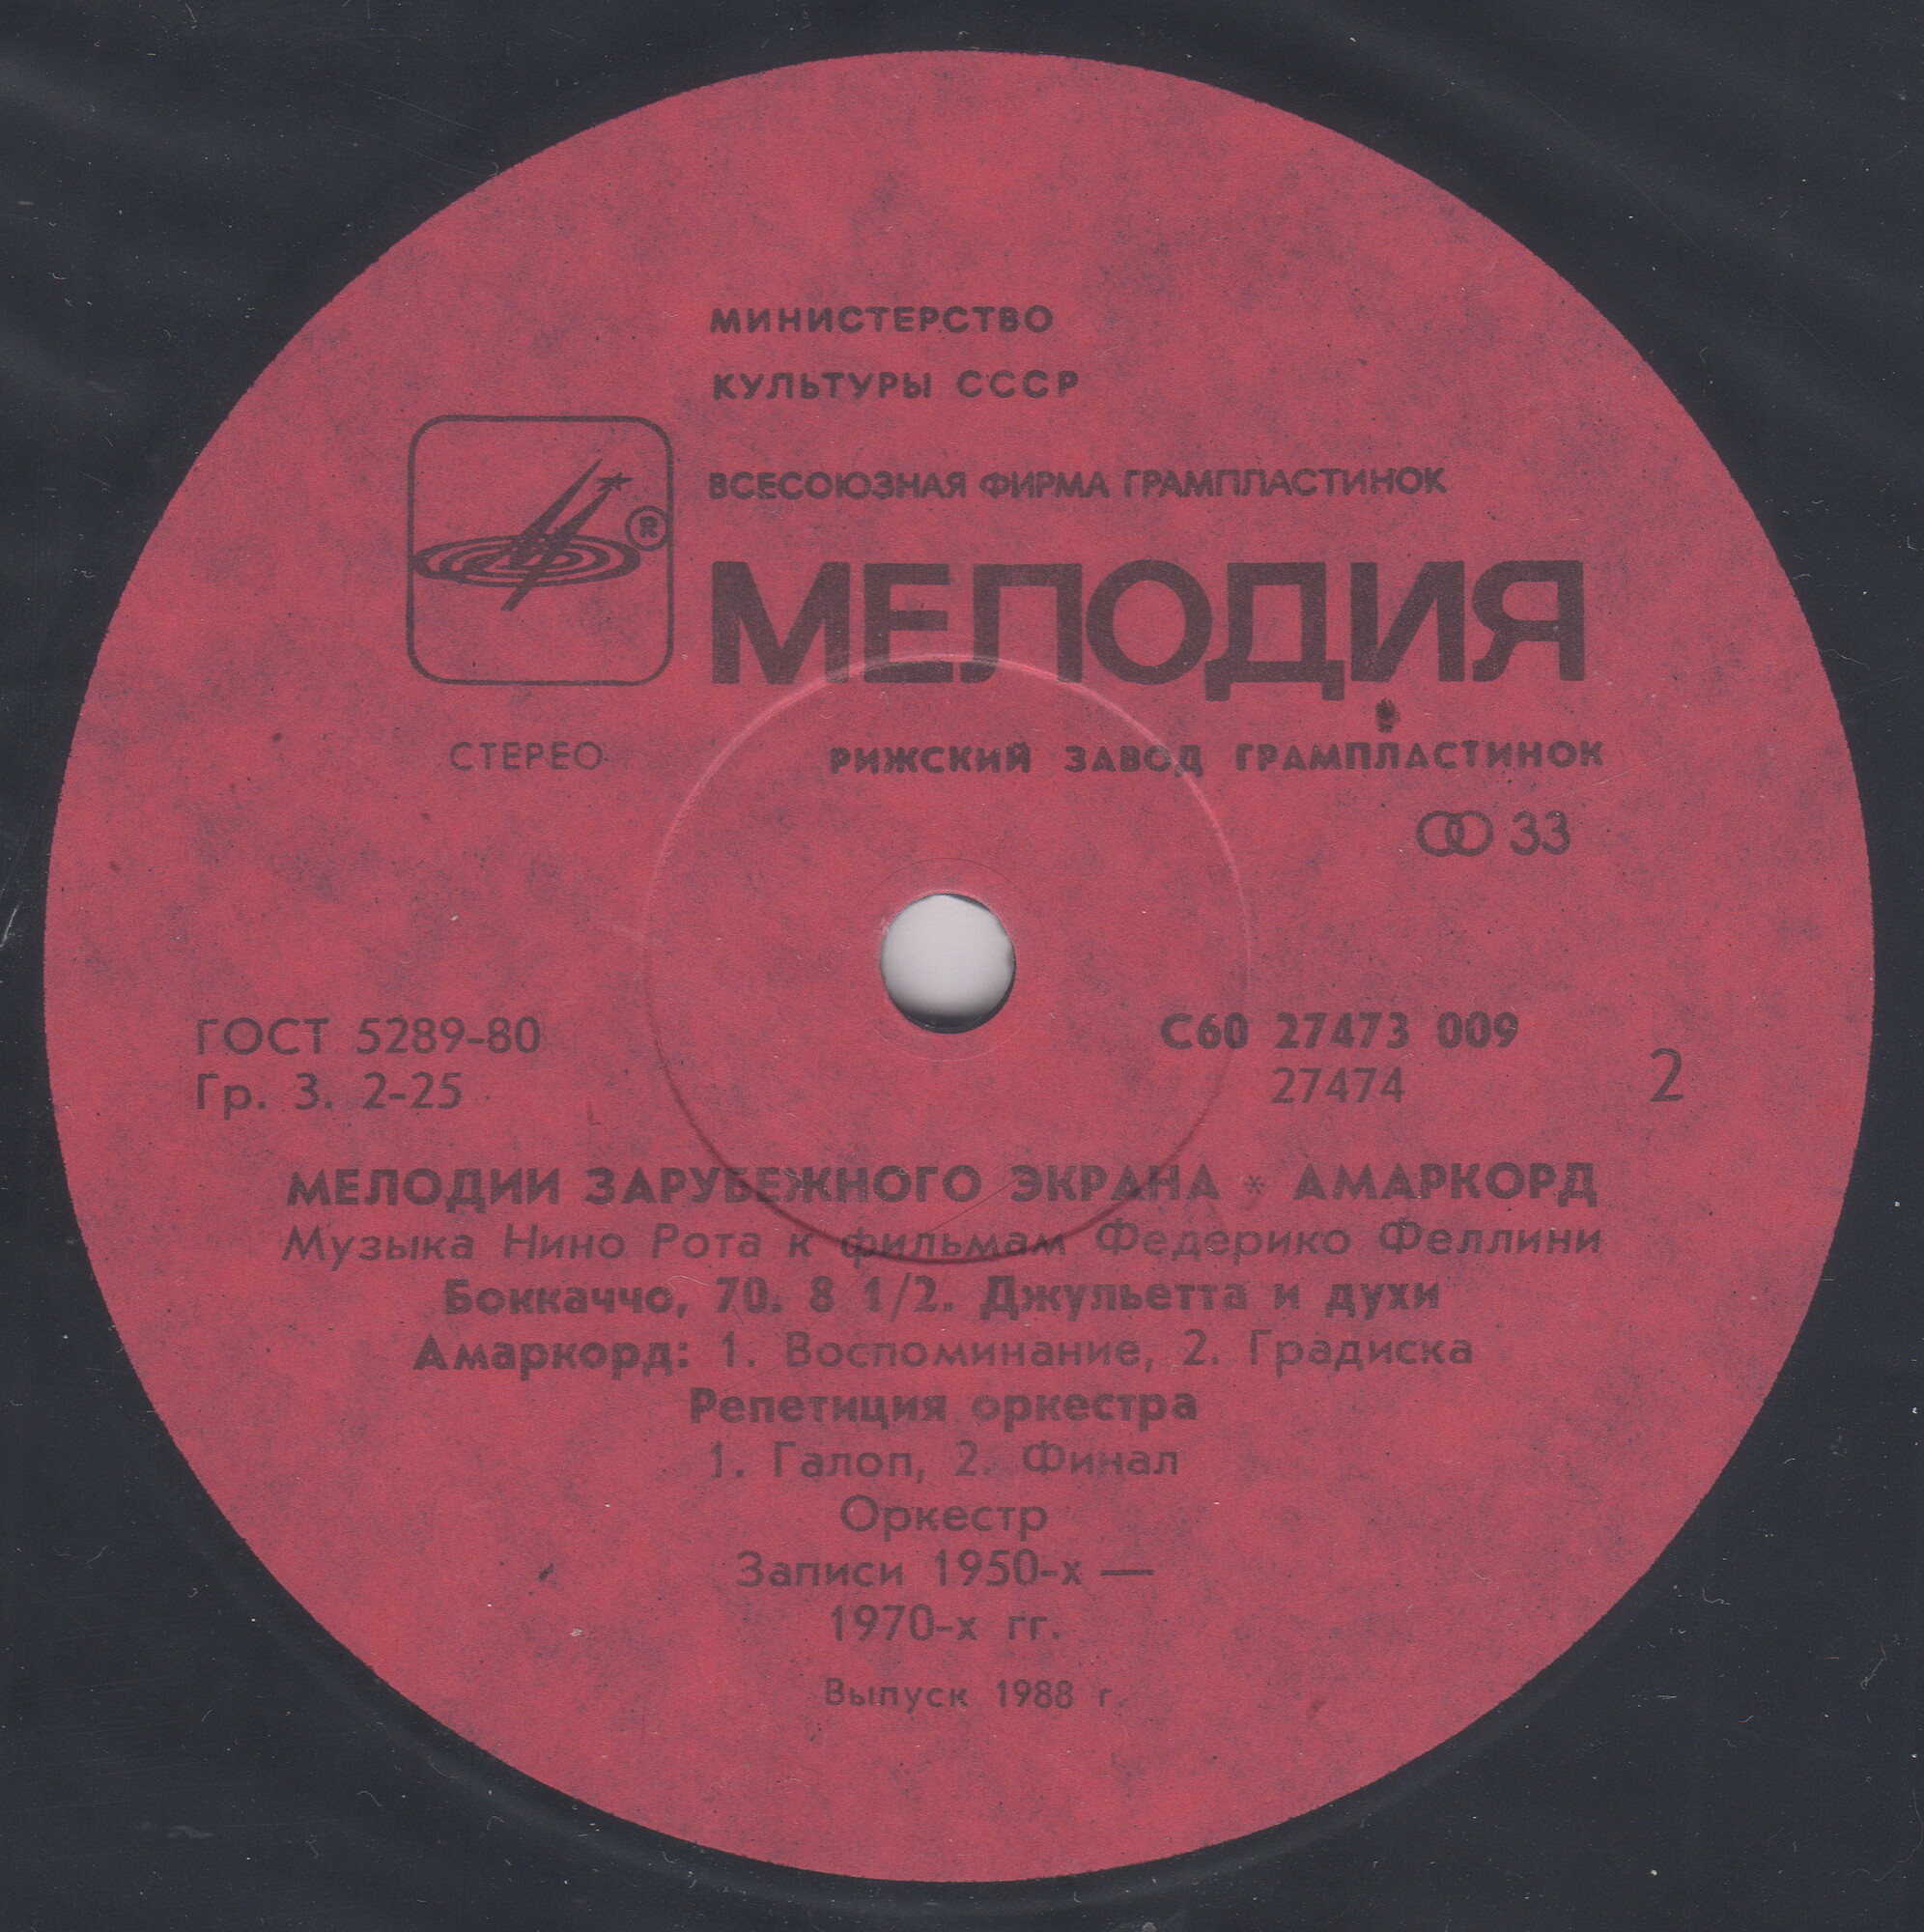 МИНИСТЕРСТВО
КУЛЬТУРЫ СССР
ВСЕСОЮЗНАЯ ФИРМА ГРАМПЛАСТИНОК
®
МЕЛОДИЯ
СТЕРЕО
РИЖСКИЙ ЗАВОД ГРАМПЛАСТИНОК
33
ГОСТ 5289-80
Гр. 3. 2-25
С60 27473 009
27474
2
МЕЛОДИИ ЗАРУБЕЖНОГО ЭКРАНА * АМАРКОРД
Музыка Нино Рота к фильмам Федерико Феллини
Боккаччо, 70. 8 1/2. Джульетта и духи
Амаркорд: 1. Воспоминание, 2. Градиска
Репетиция оркестра
1. Галоп, 2. Финал
Оркестр
Записи 1950-х —
1970-х гг.
Выпуск 1988 г.